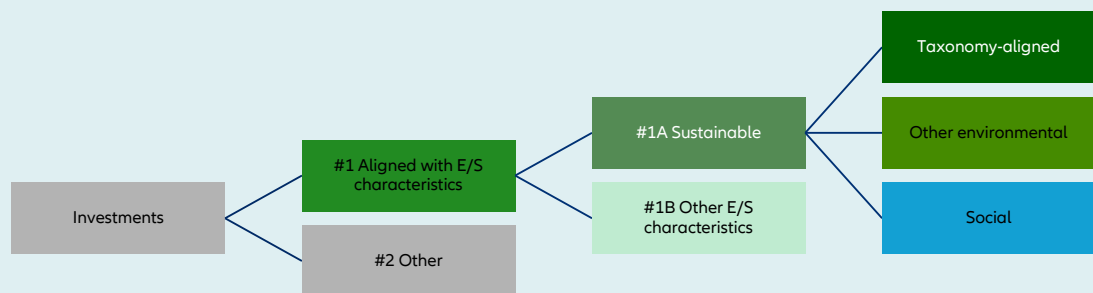 Investments
#1 Aligned with E/S
characteristics
#2 Other
#1A Sustainable
#1B Other E/S
characteristics
Taxonomy-aligned
Other environmental
Social